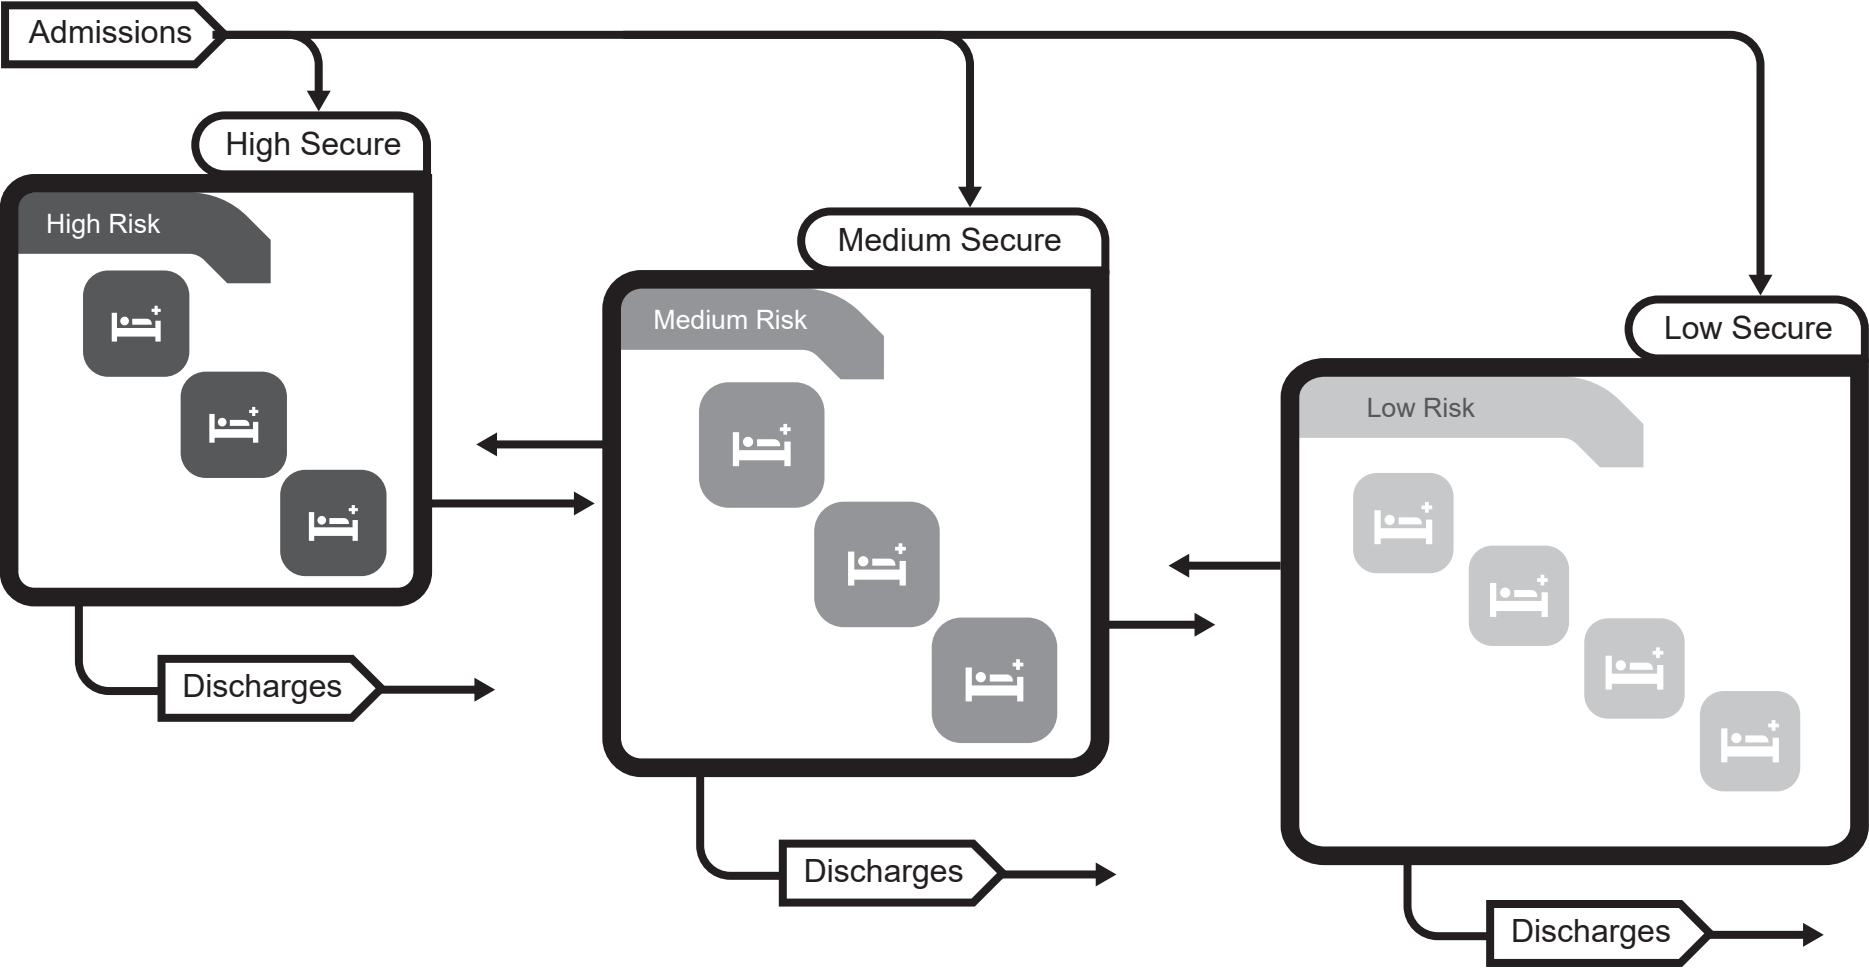 Admissions
High Secure
High Risk
Medium Secure
Medium Risk
Low Secure
Low Risk
Discharges
Discharges
Discharges